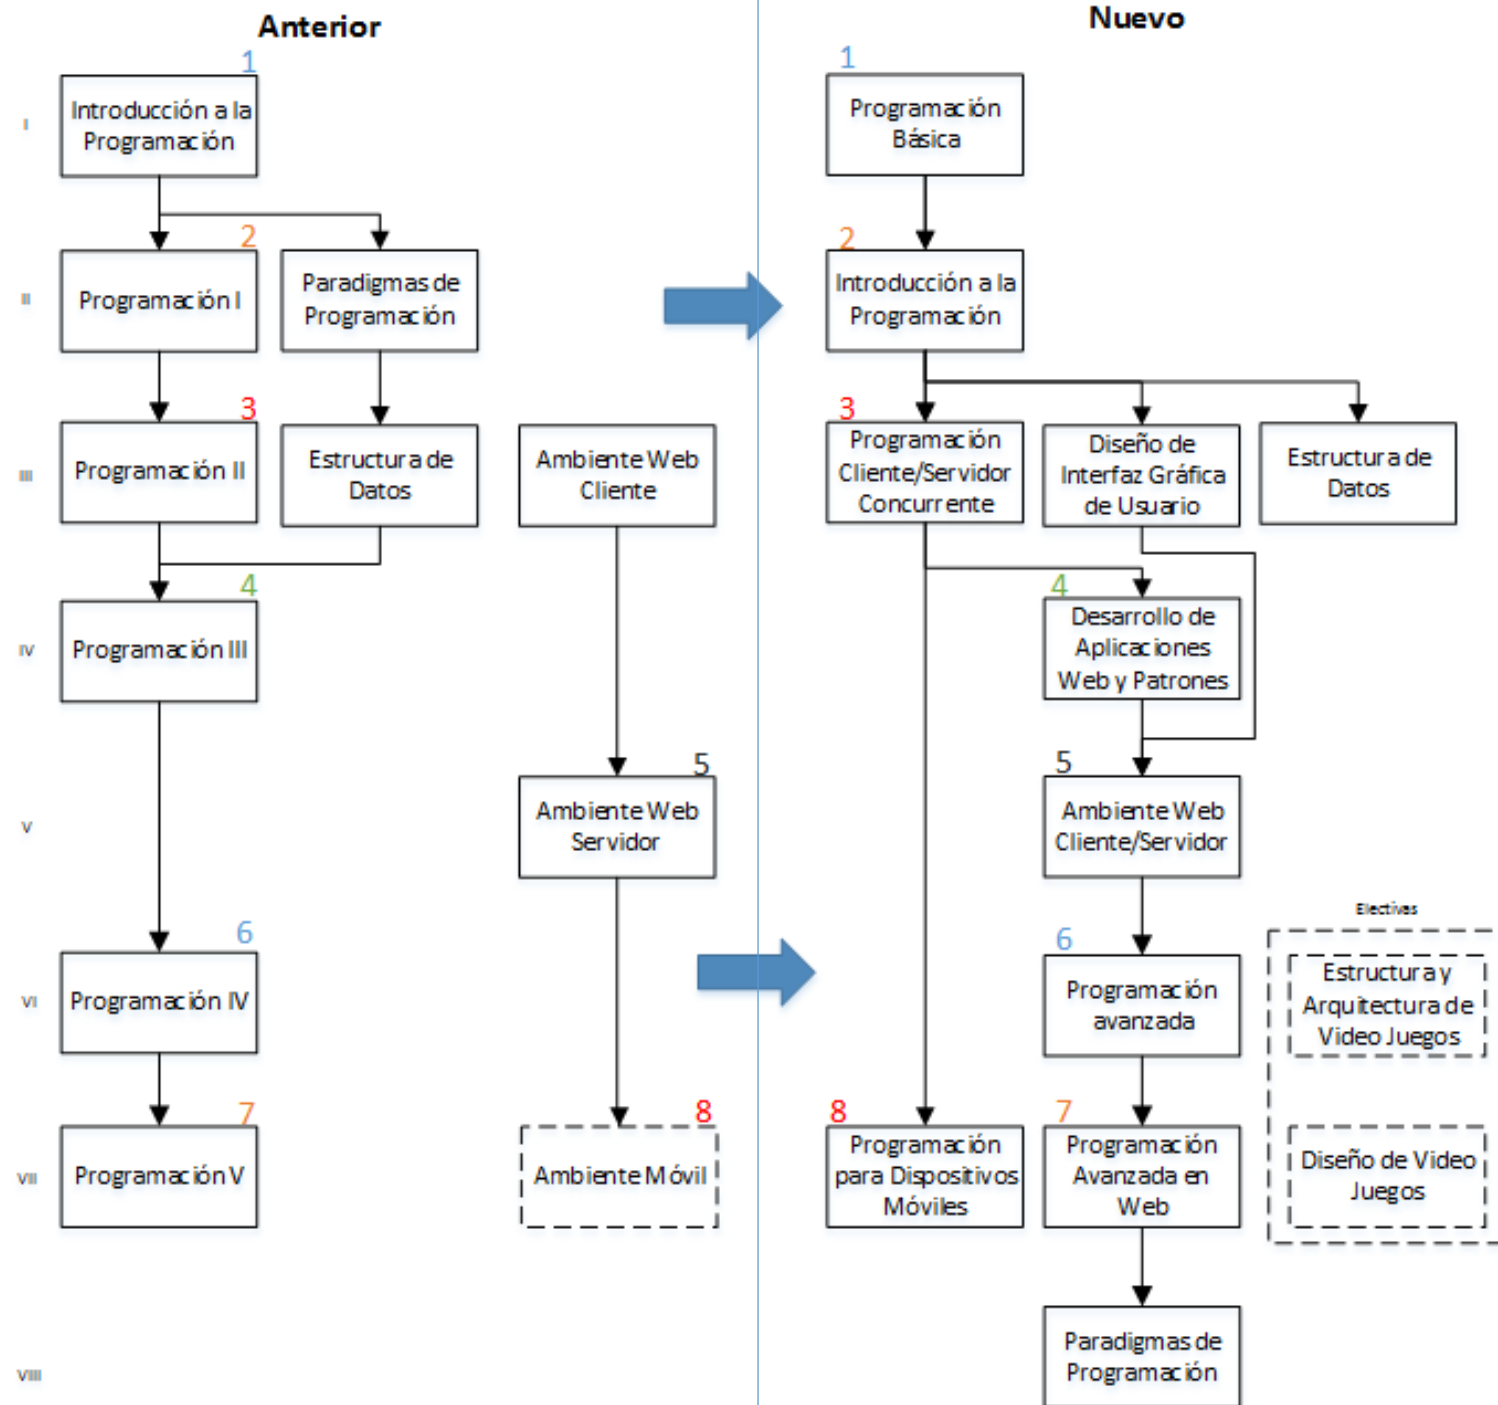 Anterior
Nuevo
1
Introducción a la
Programación
I
1
Programación
Básica
2
Programación I
Paradigmas de
Programación
II
2
Introducción a la
Programación
3
Programación II
Estructura de
Datos
Ambiente Web
Cliente
III
3
Programación
Cliente/Servidor
Concurrente
Diseño de
Interfaz Gráfica
de Usuario
Estructura de
Datos
4
Programación III
IV
4
Desarrollo de
Aplicaciones
Web y Patrones
5
Ambiente Web
Servidor
V
5
Ambiente Web
Cliente/Servidor
6
Programación IV
VI
6
Programación
avanzada
Electivas
Estructura y
Arquitectura de
Video Juegos
7
Programación V
8
Ambiente Móvil
VII
8
Programación
para Dispositivos
Móviles
7
Programación
Avanzada en
Web
Diseño de Video
Juegos
VIII
Paradigmas de
Programación